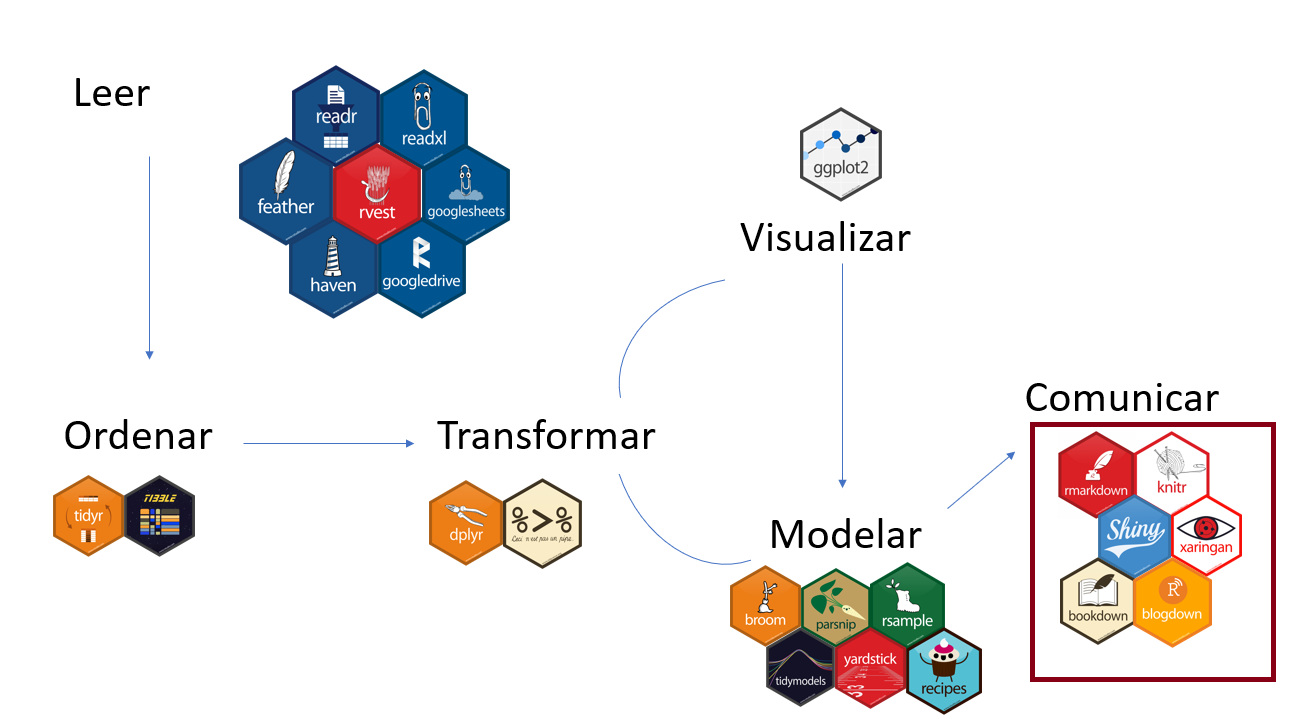 Leer
readr
readxl
feather
rvest
googlesheets
haven
googledrive
ggplot2
Visualizar
Ordenar
tidyr
TIBBLE
Transformar
dplyr
%>%
Ceci n'est pas un pipe.
Modelar
broom
parsnip
rsample
tidymodels
yardstick
recipes
Comunicar
rmarkdown
knitr
Shiny
xaringan
bookdown
R
blogdown